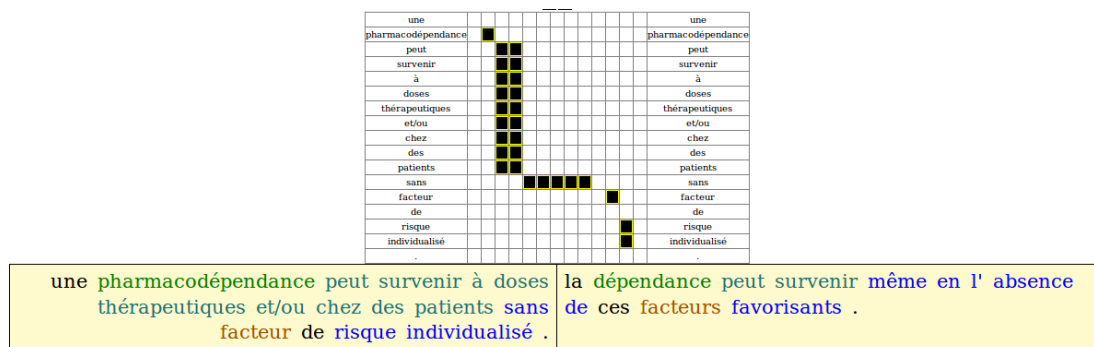 une une
pharmacodépendance pharmacodépendance
peut peut
survenir survenir
à à
doses doses
thérapeutiques thérapeutiques
et/ou et/ou
chez chez
des des
patients patients
sans sans
facteur facteur
de de
risque risque
individualisé individualisé
. .
une pharmacodépendance peut survenir à doses
thérapeutiques et/ou chez des patients sans
facteur de risque individualisé .
la dépendance peut survenir même en l' absence
de ces facteurs favorisants .